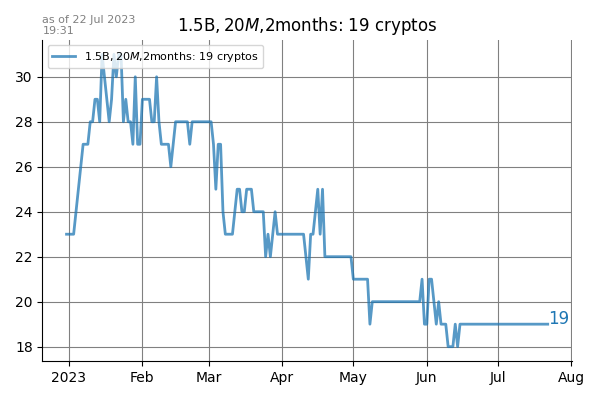 as of 22 Jul 2023
19:31
1.5B, 20M,2months: 19 cryptos
1.5B, 20M,2months: 19 cryptos
30
28
26
24
22
20
18
19
2023 Feb Mar Apr May Jun Jul Aug